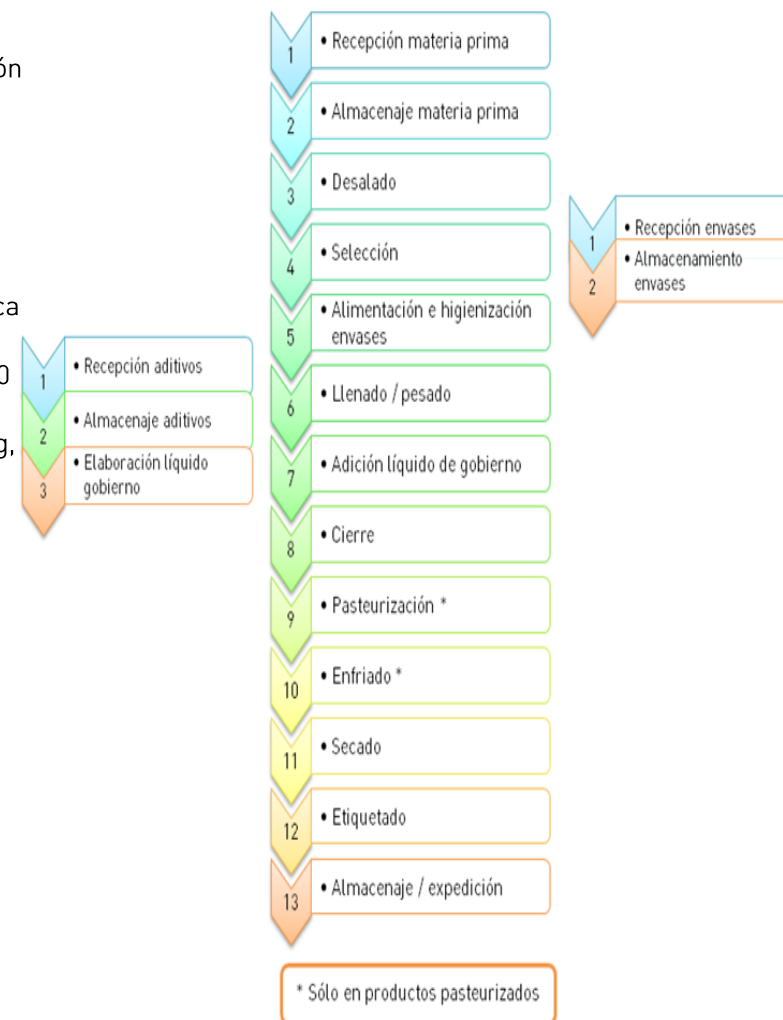 ón
ca
0
g,
1
• Recepción aditivos
2
• Almacenaje aditivos
3
• Elaboración líquido
gobierno
1
• Recepción materia prima
2
• Almacenaje materia prima
3
• Desalado
4
• Selección
5
• Alimentación e higienización
envases
6
• Llenado / pesado
7
• Adición líquido de gobierno
8
• Cierre
9
• Pasteurización *
10
• Enfriado *
11
• Secado
12
• Etiquetado
13
• Almacenaje / expedición
* Sólo en productos pasteurizados
1
• Recepción envases
2
• Almacenamiento
envases